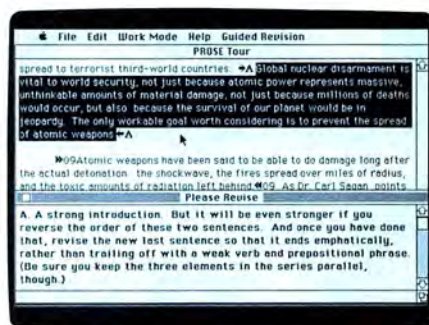 File Edit Work Mode Help Guided Revision
PROSE Tour
spread to terrorist third-world countries. →A Global nuclear disarmament is
vital to world security, not just because atomic power represents massive,
unthinkable amounts of material damage, not just because millions of deaths
would occur, but also because the survival of our planet would be in
jeopardy. The only workable goal worth considering is to prevent the spread
of atomic weapons ←A
»09Atomic weapons have been said to be able to do damage long after
the actual detonation: the shockwave, the fires spread over miles of radius,
and the toxic amounts of radiation left behind.«09 As Dr. Carl Sagan points
Please Revise
A. A strong introduction. But it will be even stronger if you
reverse the order of these two sentences. And once you have done
that, revise the new last sentence so that it ends emphatically,
rather than trailing off with a weak verb and prepositional phrase.
(Be sure you keep the three elements in the series parallel,
though.)